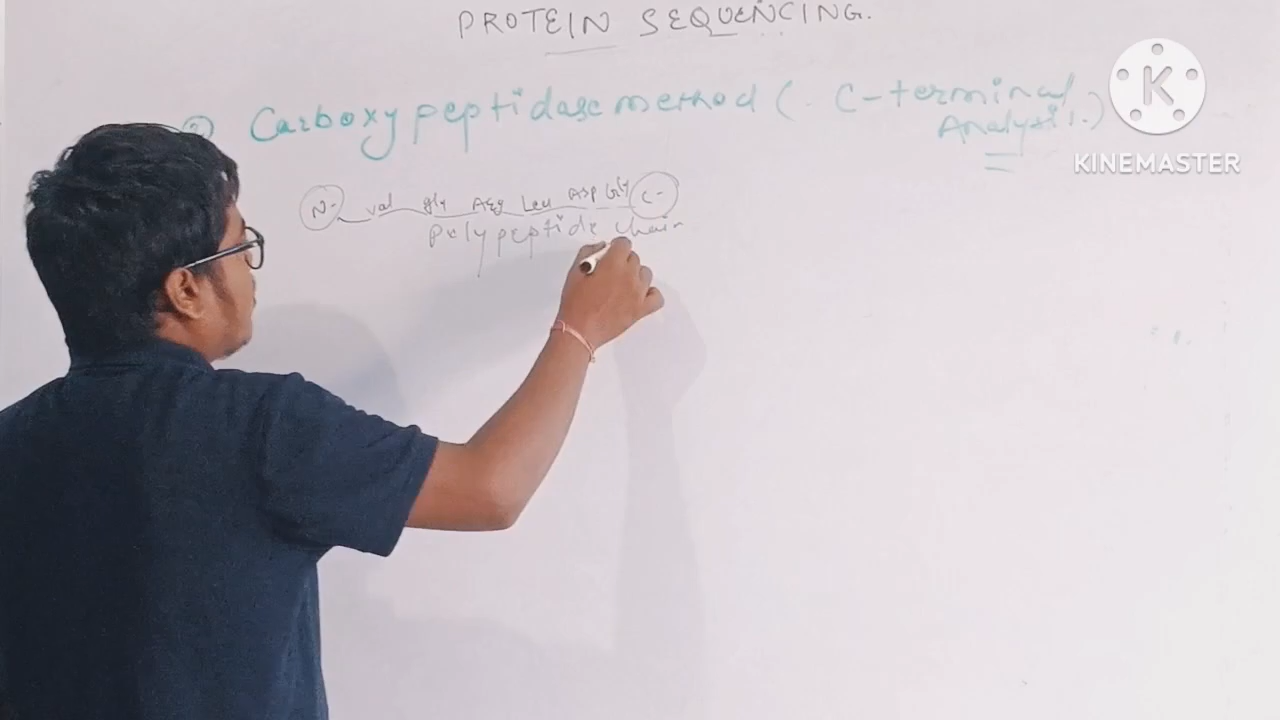 PROTEIN SEQUENCING.
Carboxypeptidase method (C-terminal
Analysis.)
K
KINEMASTER
N- val gly Arg Leu Asp Gly C-
Polypeptide chain